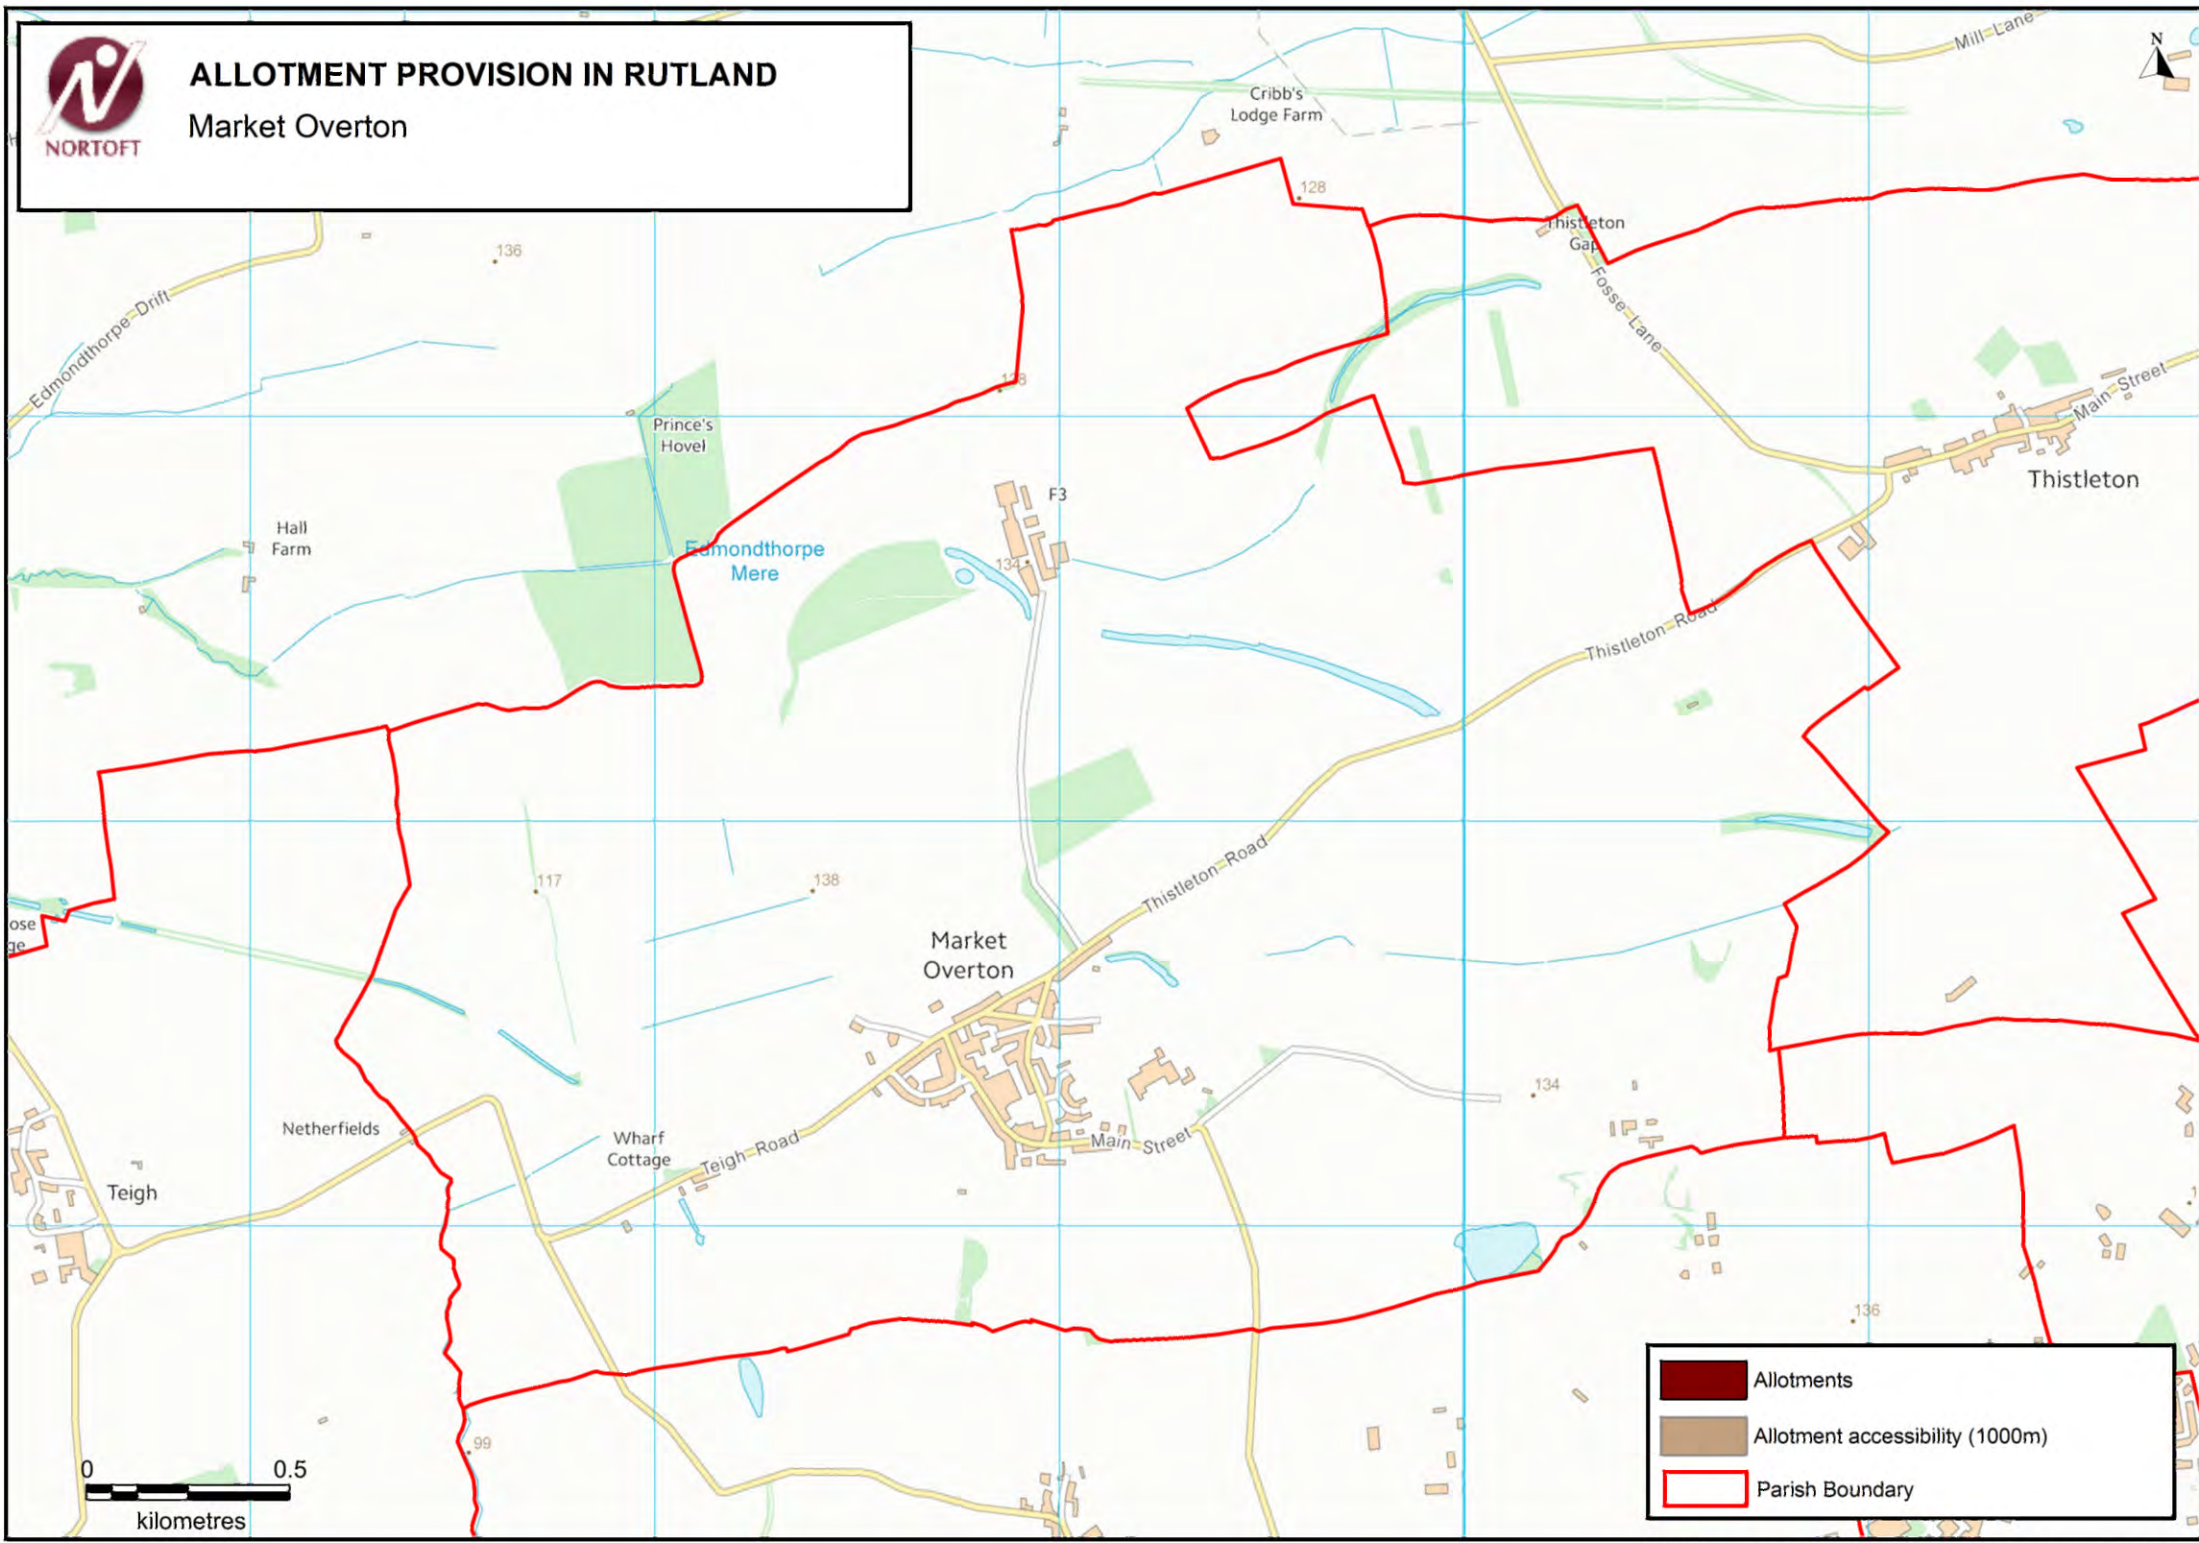 ALLOTMENT PROVISION IN RUTLAND
Market Overton
NORTOFT
N
Mill Lane
Cribb's
Lodge Farm
128
Thistleton
Gap
136
Edmondthorpe Drift
Fosse Lane
128
Main Street
Prince's
Hovel
Thistleton
F3
Hall
Farm
Edmondthorpe
Mere
134
Thistleton Road
117
138
Thistleton Road
ose
ge
Market
Overton
134
Netherfields
Wharf
Cottage
Teigh Road
Main Street
Teigh
136
99
0 0.5
kilometres
Allotments
Allotment accessibility (1000m)
Parish Boundary